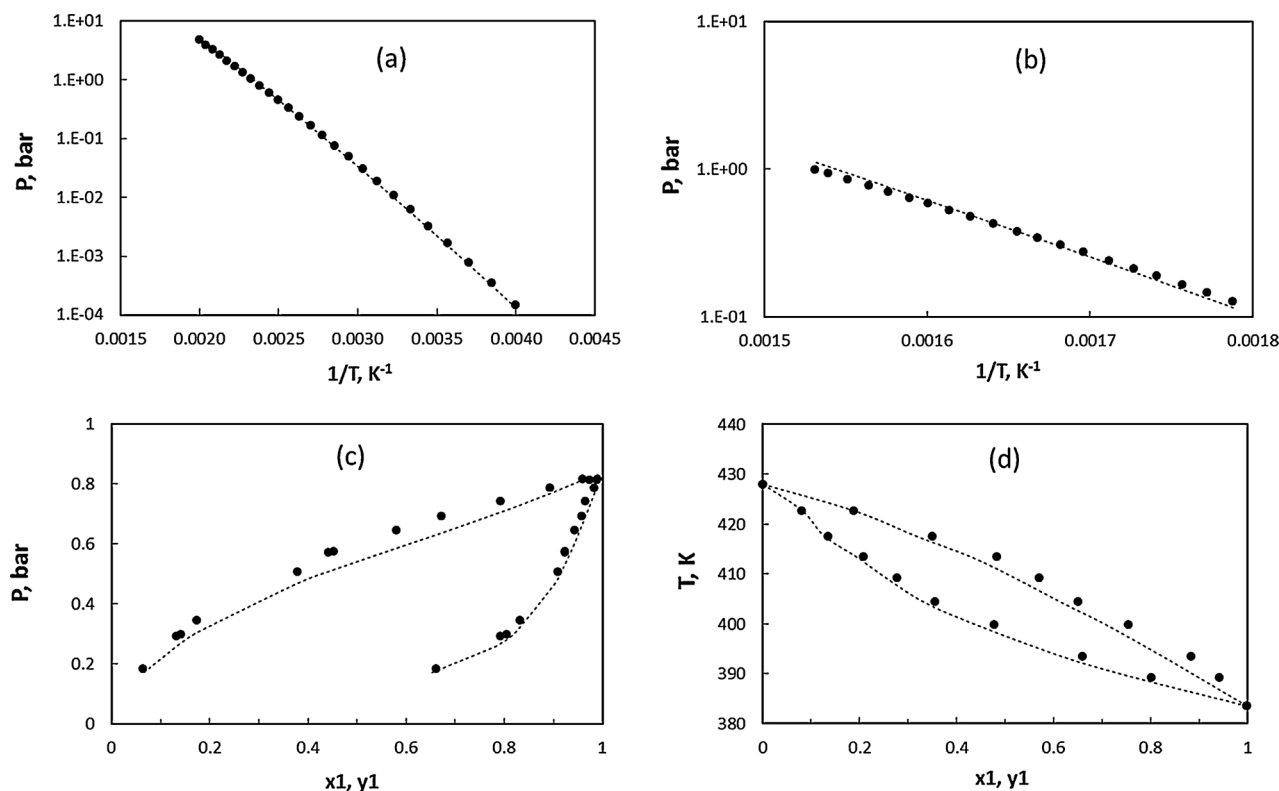 1.E+01
(a)
1.E+00
1.E-01
1.E-02
1.E-03
1.E-04
P, bar
0.0015 0.0020 0.0025 0.0030 0.0035 0.0040 0.0045
1/T, K⁻¹
1.E+01
(b)
1.E+00
1.E-01
P, bar
0.0015 0.0016 0.0017 0.0018
1/T, K⁻¹
1
(c)
0.8
0.6
0.4
0.2
0
P, bar
0 0.2 0.4 0.6 0.8 1
x1, y1
440
(d)
430
420
410
400
390
380
T, K
0 0.2 0.4 0.6 0.8 1
x1, y1